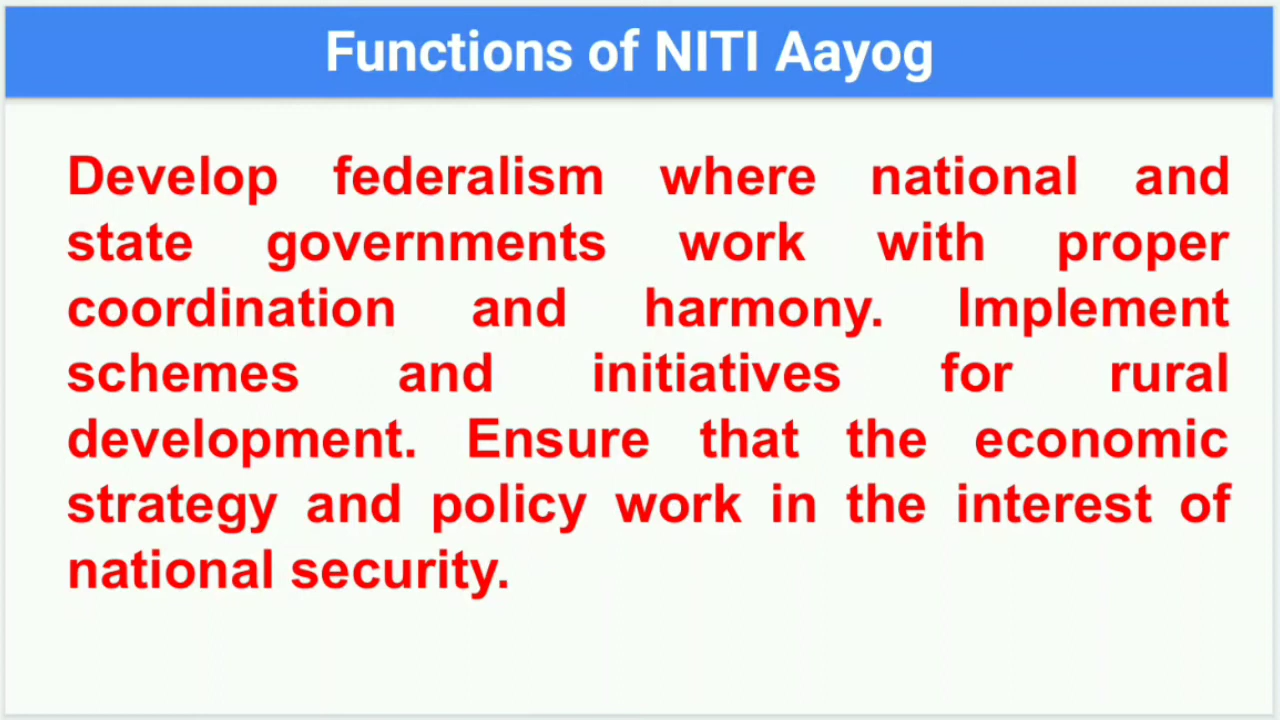 Functions of NITI Aayog
Develop federalism where national and
state governments work with proper
coordination and harmony. Implement
schemes and initiatives for rural
development. Ensure that the economic
strategy and policy work in the interest of
national security.